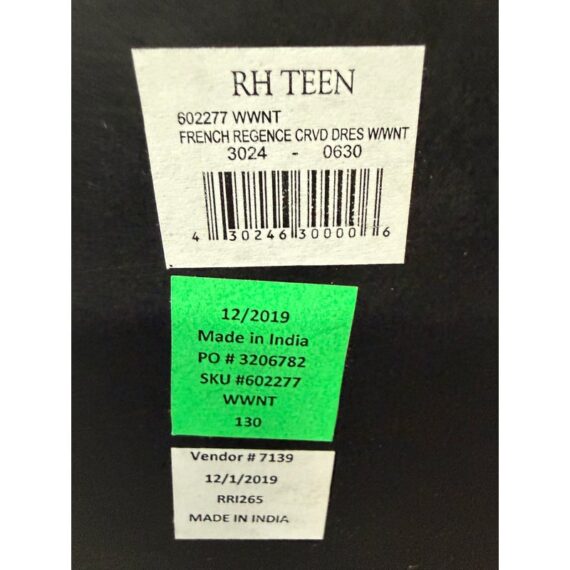 RH TEEN
602277 WWNT
FRENCH REGENCE CRVD DRES W/WNT
3024 - 0630
4 30246 30000 6
12/2019
Made in India
PO # 3206782
SKU #602277
WWNT
130
Vendor # 7139
12/1/2019
RRI265
MADE IN INDIA